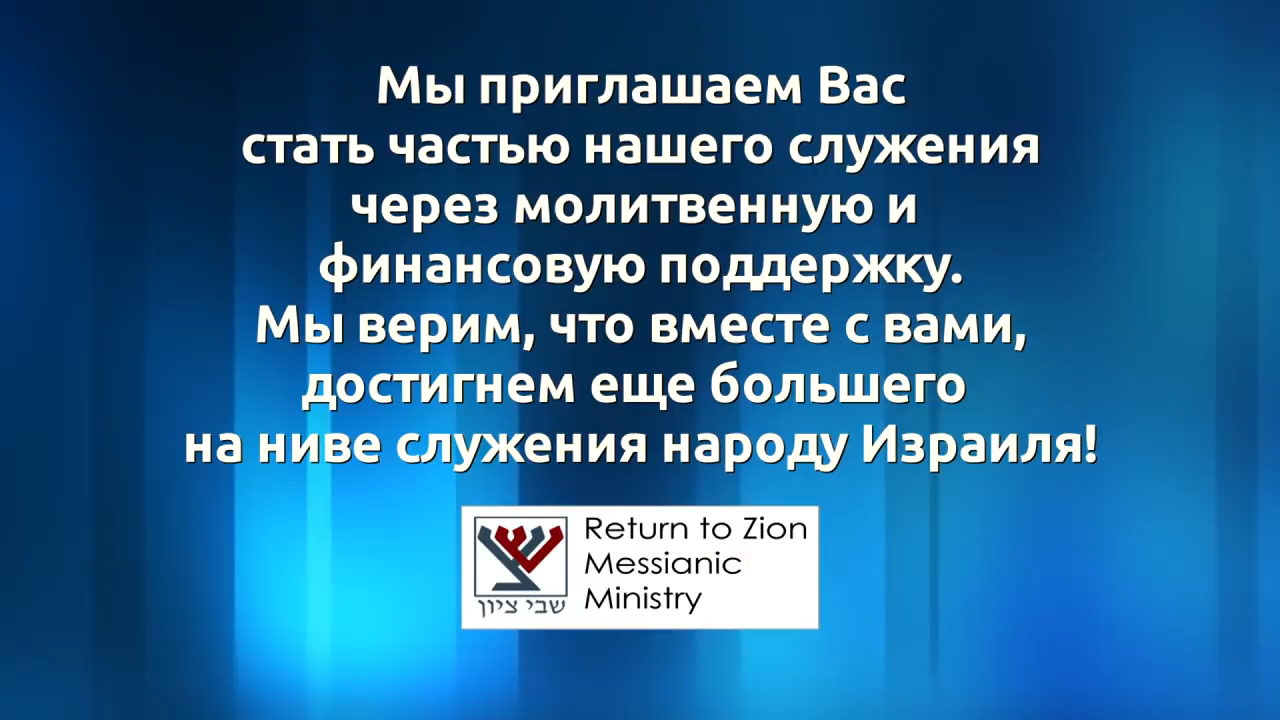 Мы приглашаем Вас
стать частью нашего служения
через молитвенную и
финансовую поддержку.
Мы верим, что вместе с вами,
достигнем еще большего
на ниве служения народу Израиля!
Return to Zion
Messianic
Ministry
שבי ציון